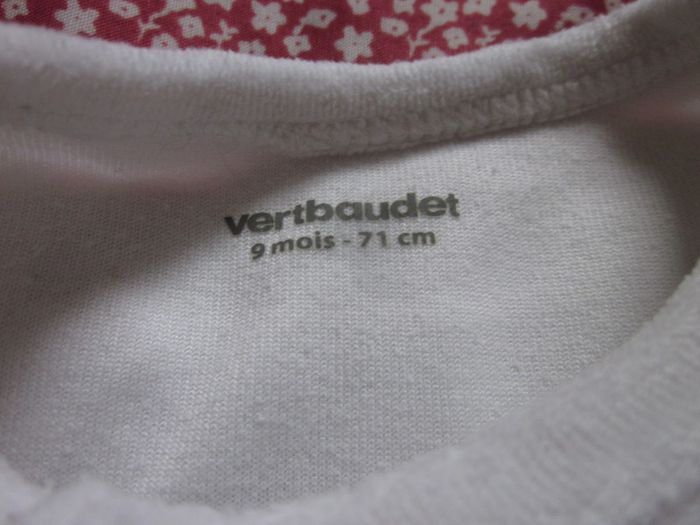 vertbaudet
9 mois - 71 cm